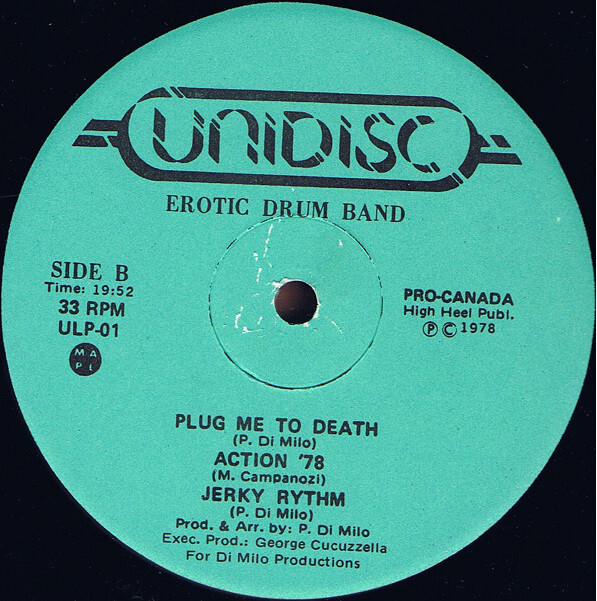 UNIDISC
EROTIC DRUM BAND
SIDE B
Time: 19:52
33 RPM
ULP-01
M A
P L
PRO-CANADA
High Heel Publ.
Ⓟ © 1978
PLUG ME TO DEATH
(P. Di Milo)
ACTION '78
(M. Campanozi)
JERKY RYTHM
(P. Di Milo)
Prod. & Arr. by: P. Di Milo
Exec. Prod.: George Cucuzzella
For Di Milo Productions